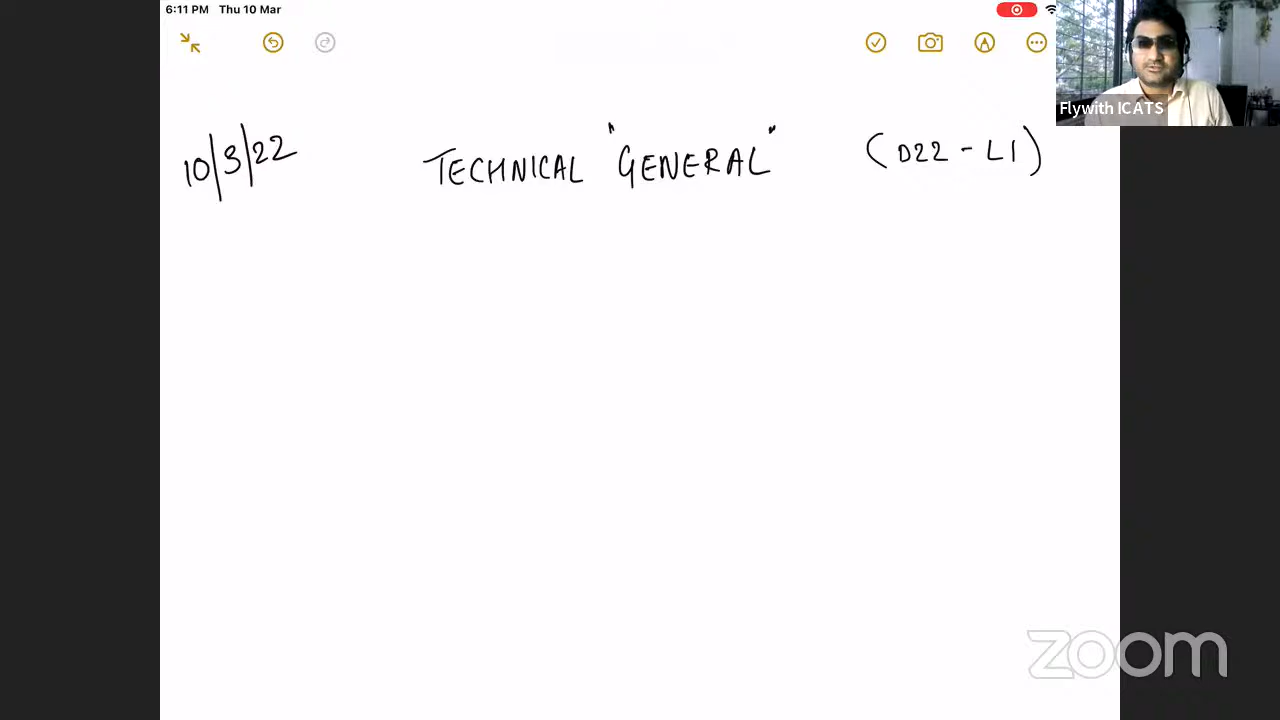 6:11 PM Thu 10 Mar
Flywith ICATS
10/3/22 TECHNICAL "GENERAL" (D22 - L1)
zoom